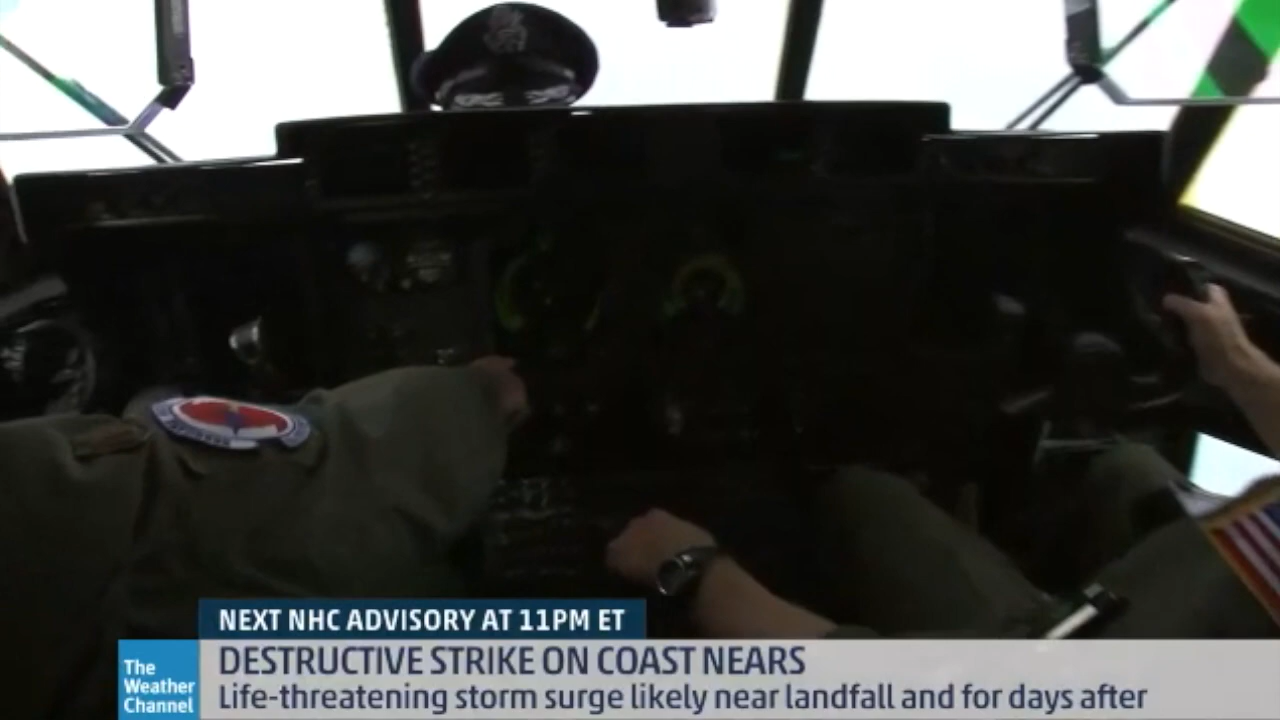 NEXT NHC ADVISORY AT 11PM ET
DESTRUCTIVE STRIKE ON COAST NEARS
Life-threatening storm surge likely near landfall and for days after
The
Weather
Channel